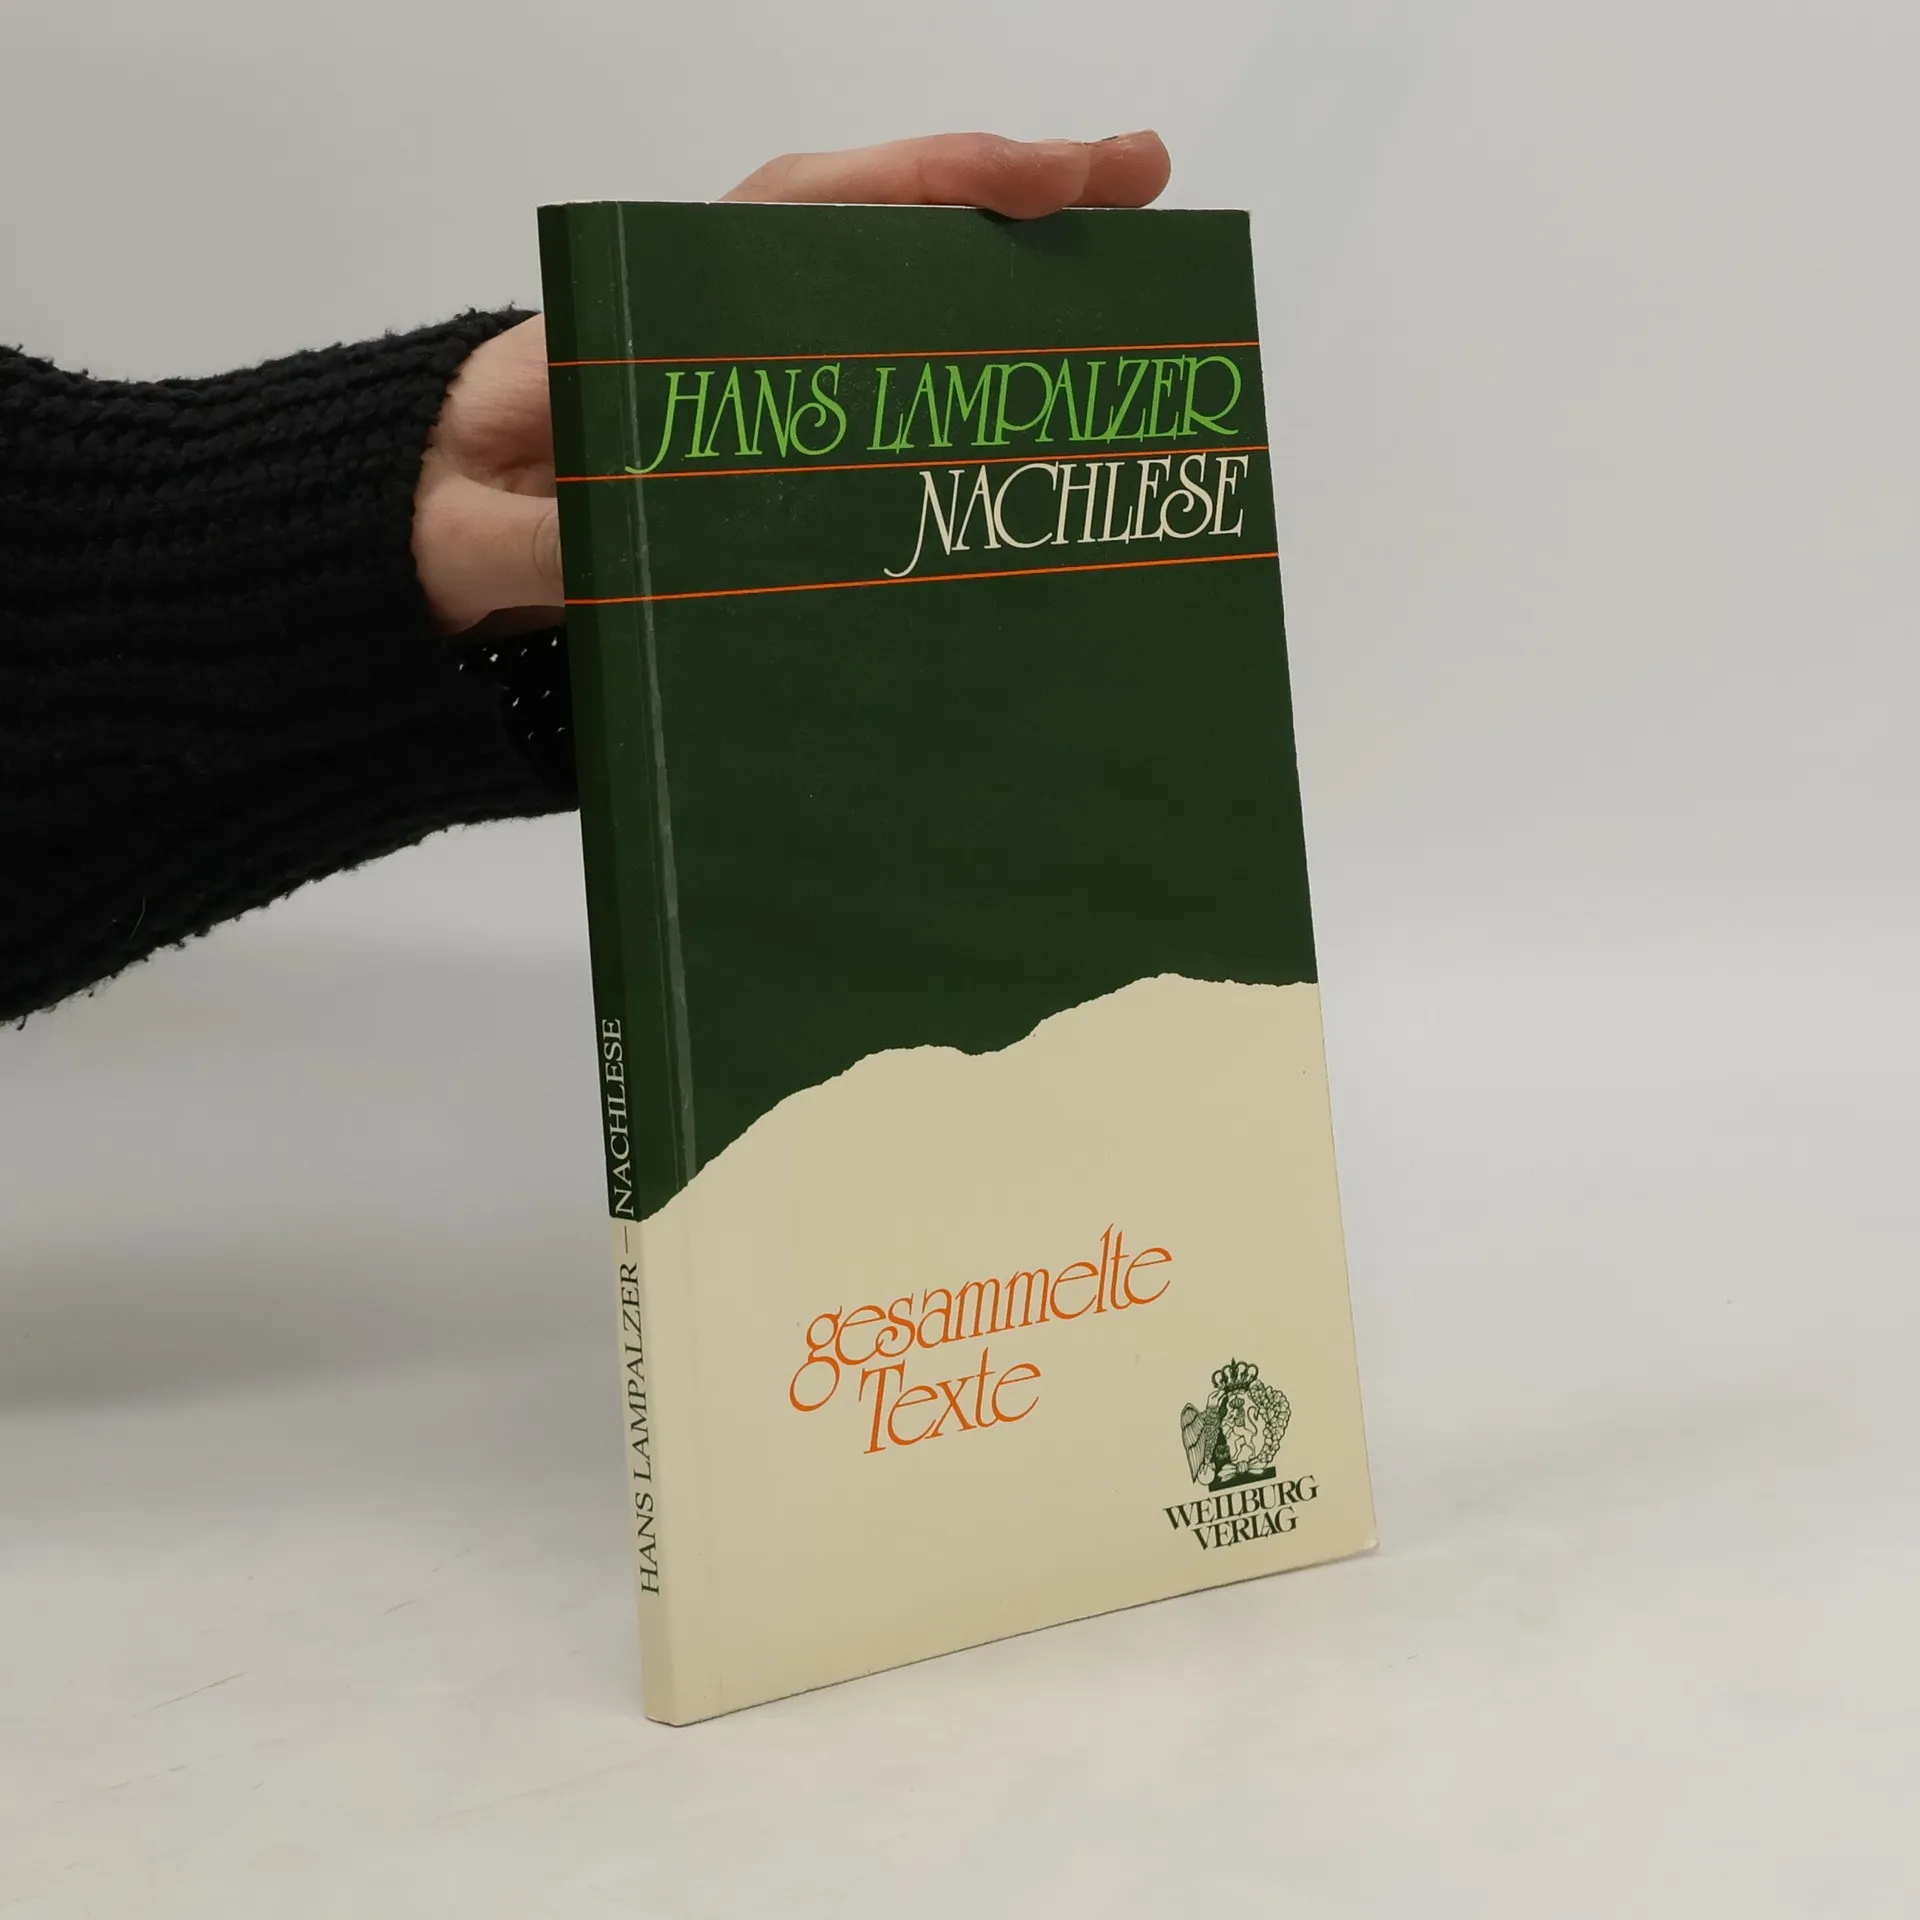 HANS LAMPALZER
NACHLESE
gesammelte
Texte
WEILBURG
VERLAG
HANS LAMPALZER — NACHLESE